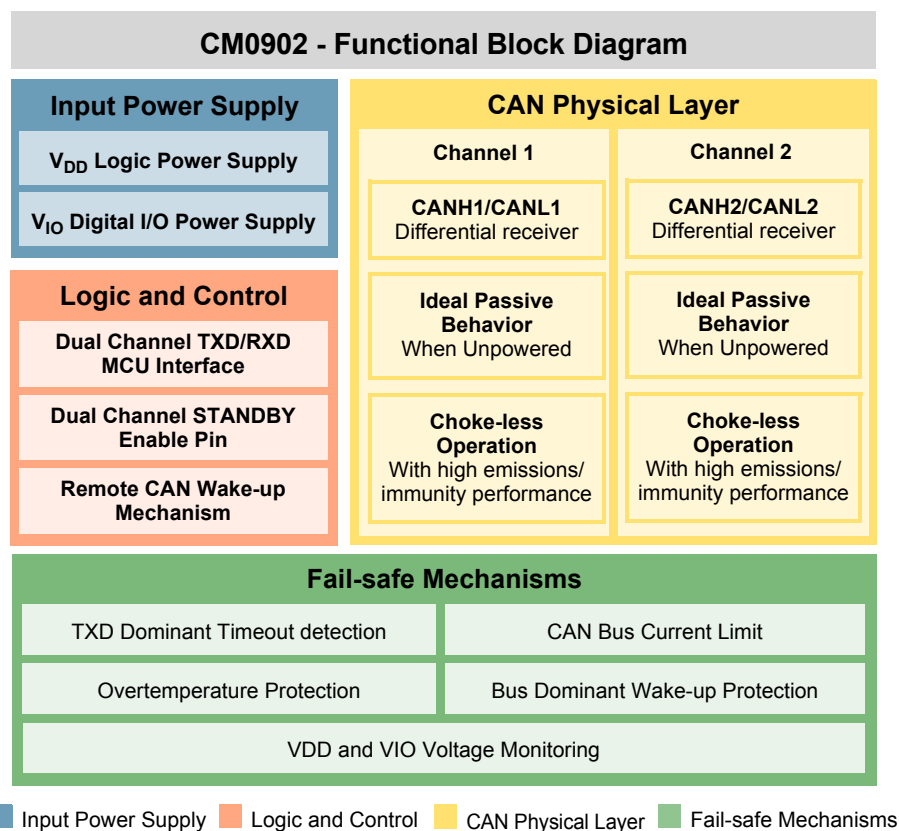 CM0902 - Functional Block Diagram
Input Power Supply
VDD Logic Power Supply
VIO Digital I/O Power Supply
Logic and Control
Dual Channel TXD/RXD
MCU Interface
Dual Channel STANDBY
Enable Pin
Remote CAN Wake-up
Mechanism
CAN Physical Layer
Channel 1
CANH1/CANL1
Differential receiver
Ideal Passive
Behavior
When Unpowered
Choke-less
Operation
With high emissions/
immunity performance
Channel 2
CANH2/CANL2
Differential receiver
Ideal Passive
Behavior
When Unpowered
Choke-less
Operation
With high emissions/
immunity performance
Fail-safe Mechanisms
TXD Dominant Timeout detection
CAN Bus Current Limit
Overtemperature Protection
Bus Dominant Wake-up Protection
VDD and VIO Voltage Monitoring
Input Power Supply
Logic and Control
CAN Physical Layer
Fail-safe Mechanisms